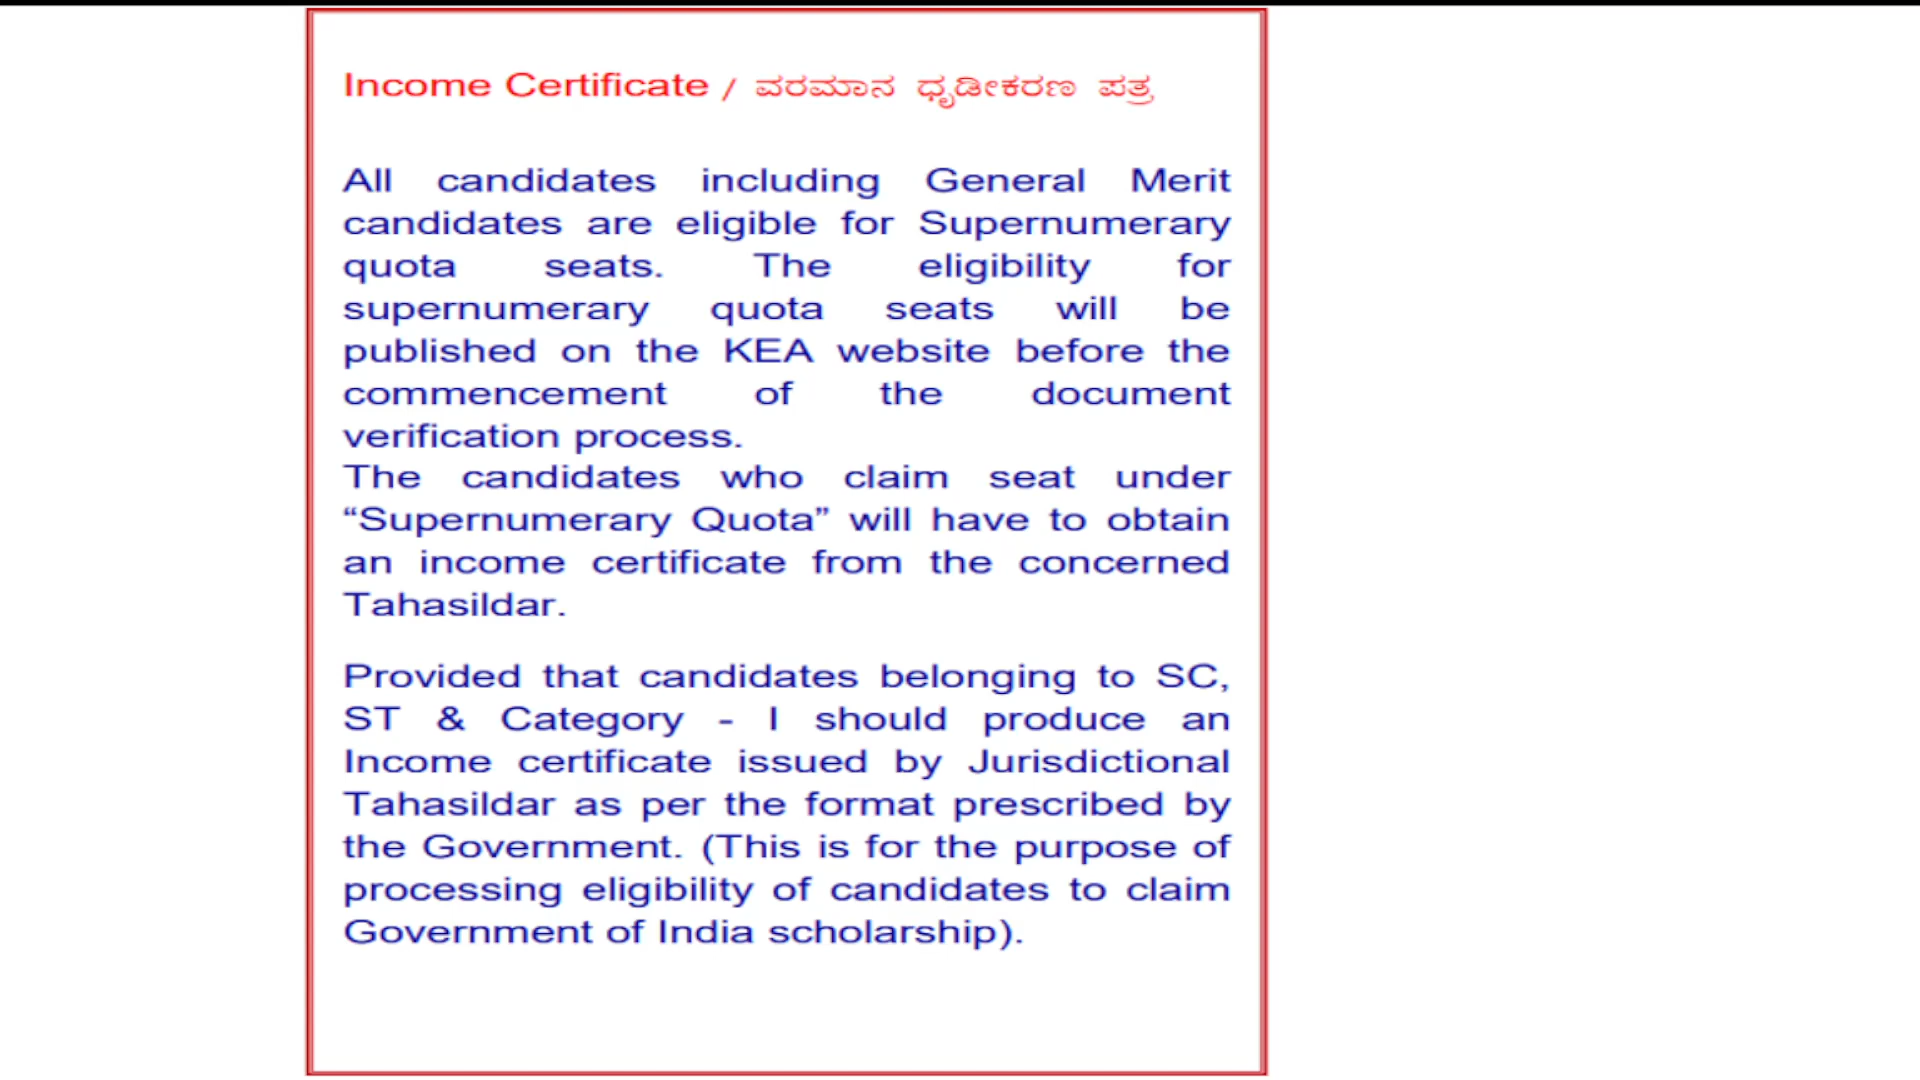 Income Certificate / ವರಮಾನ ಧೃಡೀಕರಣ ಪತ್ರ
All candidates including General Merit
candidates are eligible for Supernumerary
quota seats. The eligibility for
supernumerary quota seats will be
published on the KEA website before the
commencement of the document
verification process.
The candidates who claim seat under
“Supernumerary Quota” will have to obtain
an income certificate from the concerned
Tahasildar.
Provided that candidates belonging to SC,
ST & Category - I should produce an
Income certificate issued by Jurisdictional
Tahasildar as per the format prescribed by
the Government. (This is for the purpose of
processing eligibility of candidates to claim
Government of India scholarship).